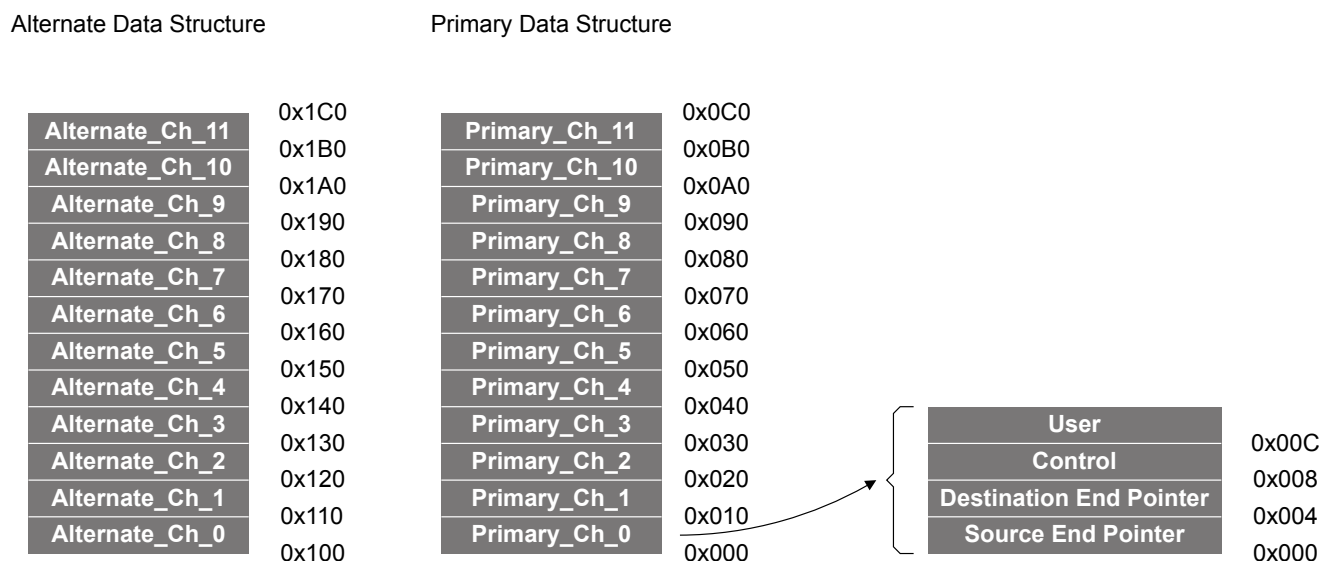 Alternate Data Structure Primary Data Structure
0x1C0 0x0C0
Alternate_Ch_11 Primary_Ch_11
0x1B0 0x0B0
Alternate_Ch_10 Primary_Ch_10
0x1A0 0x0A0
Alternate_Ch_9 Primary_Ch_9
0x190 0x090
Alternate_Ch_8 Primary_Ch_8
0x180 0x080
Alternate_Ch_7 Primary_Ch_7
0x170 0x070
Alternate_Ch_6 Primary_Ch_6
0x160 0x060
Alternate_Ch_5 Primary_Ch_5
0x150 0x050
Alternate_Ch_4 Primary_Ch_4
0x140 0x040
Alternate_Ch_3 Primary_Ch_3 User
0x130 0x030 0x00C
Alternate_Ch_2 Primary_Ch_2 Control
0x120 0x020 0x008
Alternate_Ch_1 Primary_Ch_1 Destination End Pointer
0x110 0x010 0x004
Alternate_Ch_0 Primary_Ch_0 Source End Pointer
0x100 0x000 0x000